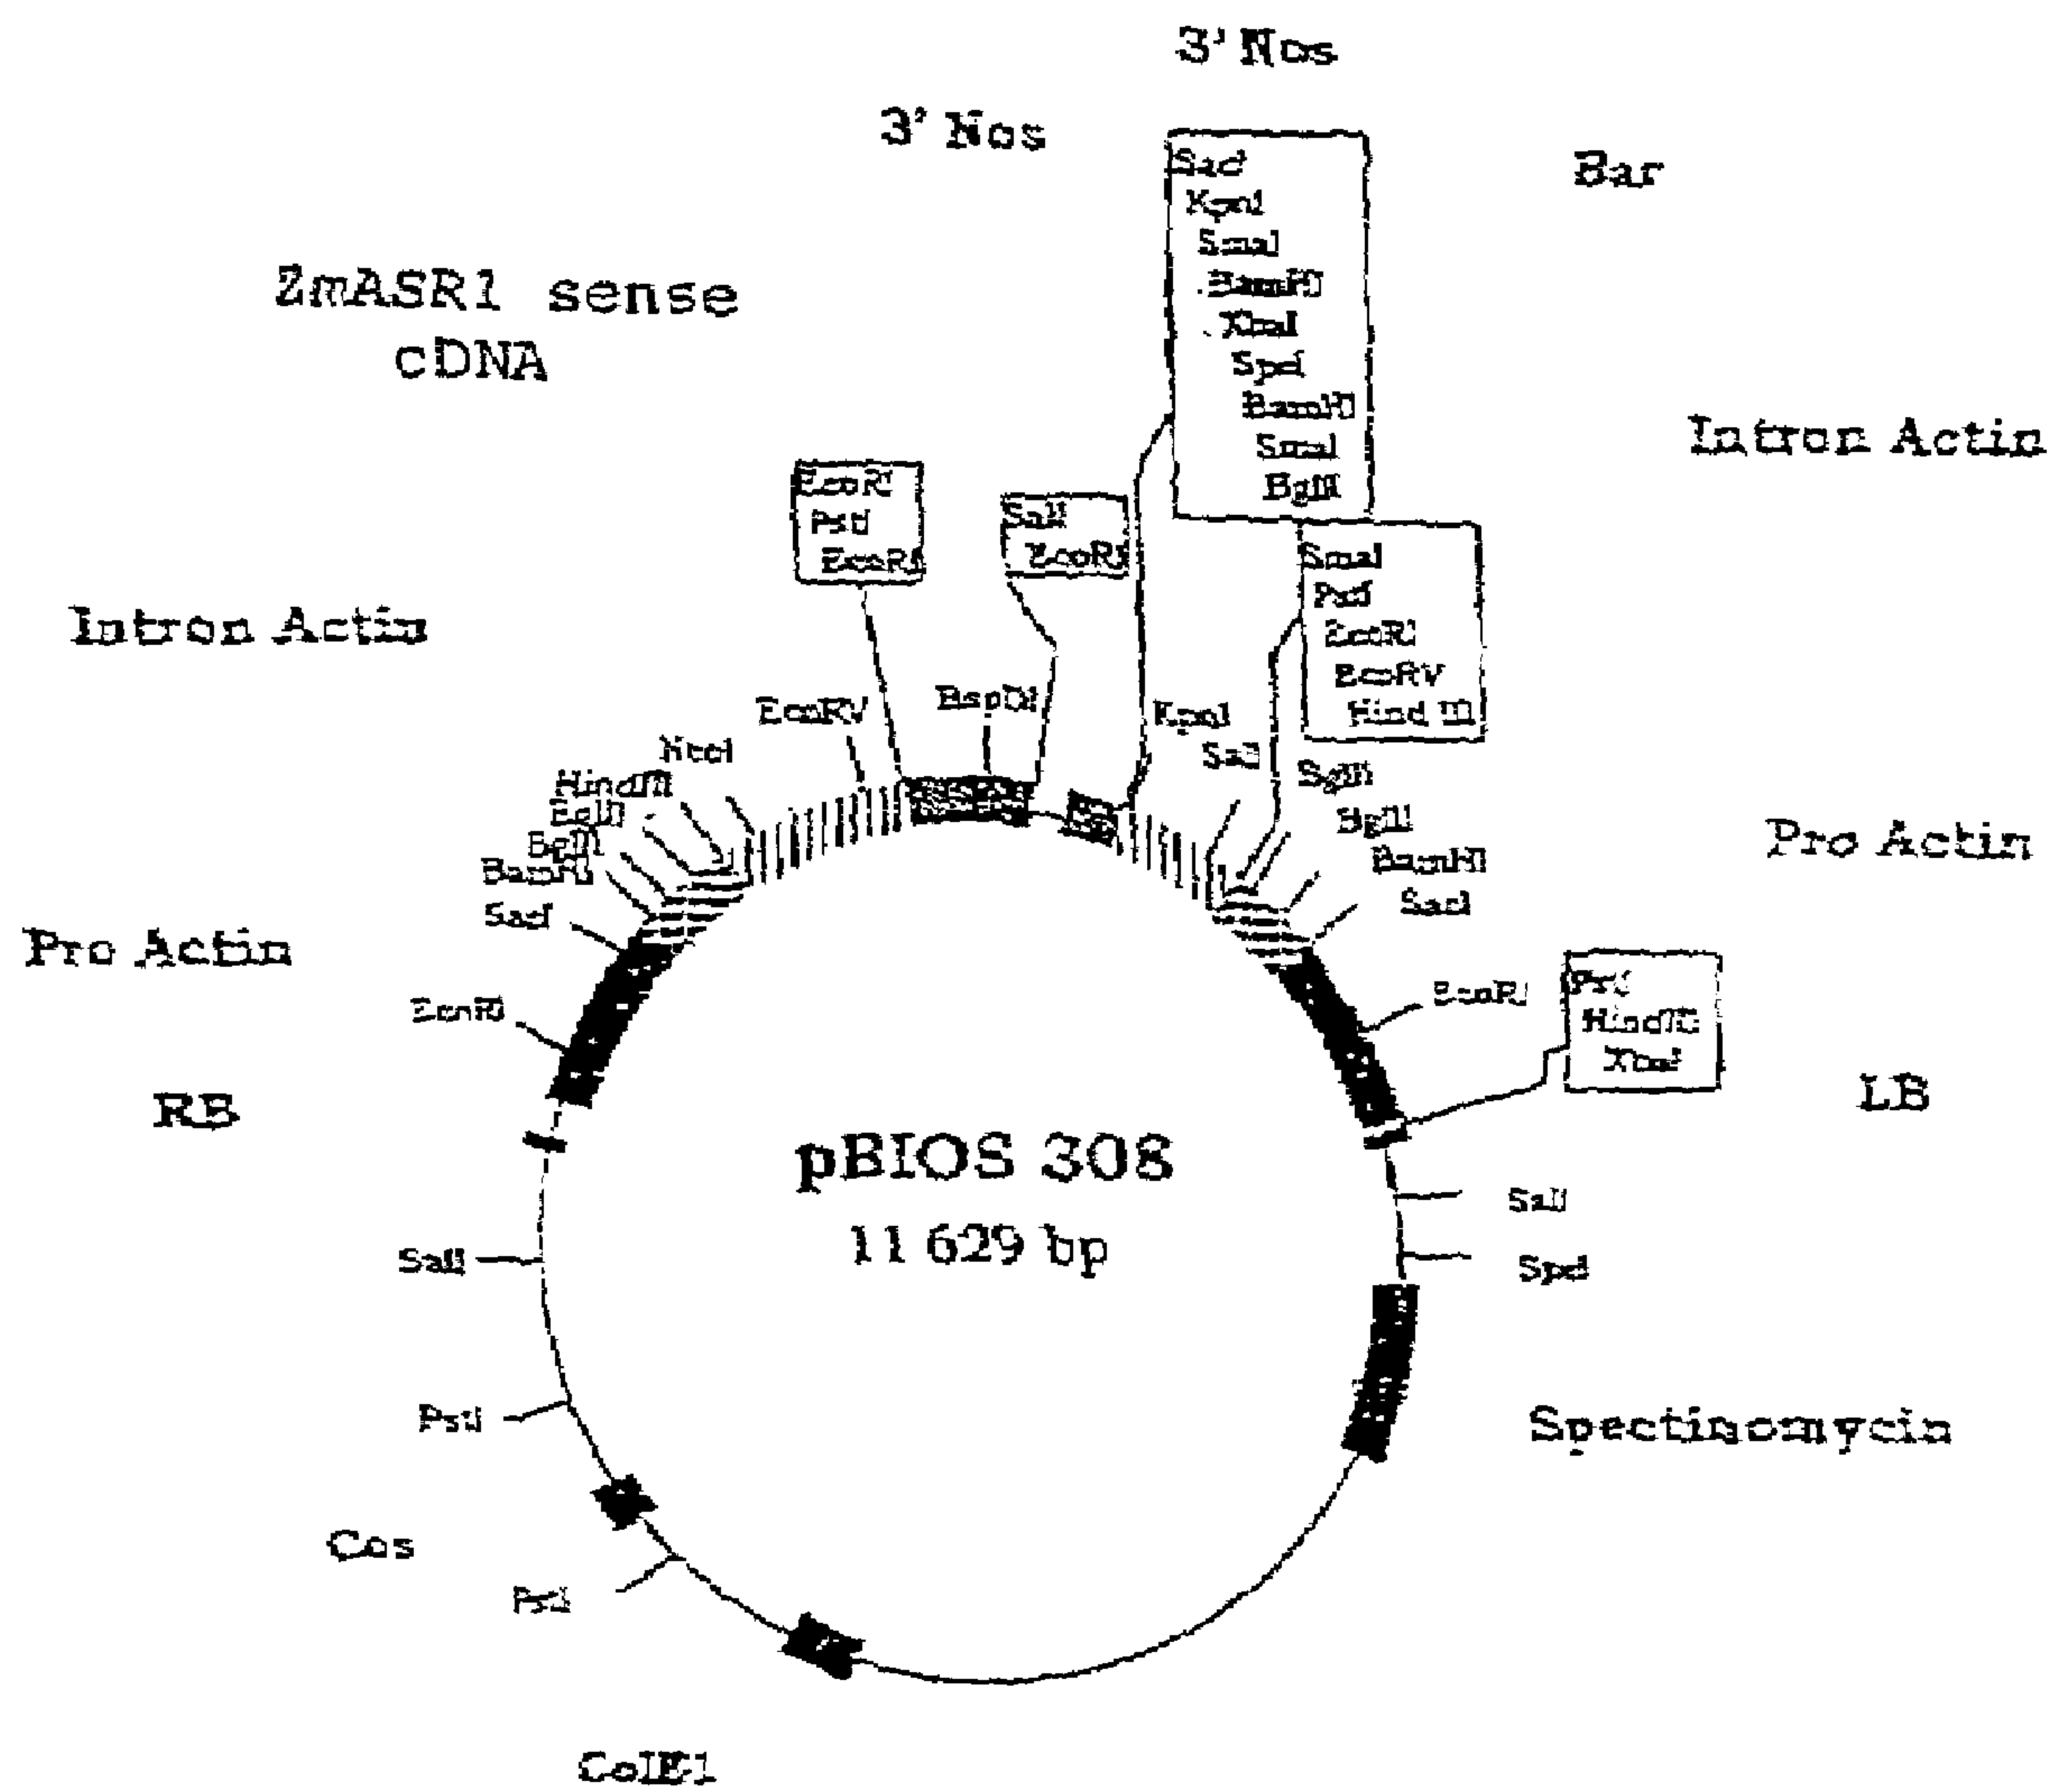 3' Nos
3' Nos
Bar
SacI
KpnI
SmaI
BamHI
XbaI
SpeI
BamHI
SmaI
BglII
ZmASR1 sense
cDNA
Intron Actin
EcoRI
PstI
EcoRI
SalI
EcoRI
SmaI
PstI
EcoRI
EcoRV
Hind III
Intron Actin
EcoRV
BspDI
KpnI
SalI
NcoI
HindIII
BglII
BamHI
SacI
BglII
BamHI
SacI
Pro Actin
Pro Actin
EcoRI
EcoRI
PstI
HindIII
XbaI
RB
LB
pBIOS 308
11 629 bp
SalI
SalI
SpeI
PstI
Spectinomycin
Cos
PstI
ColE1